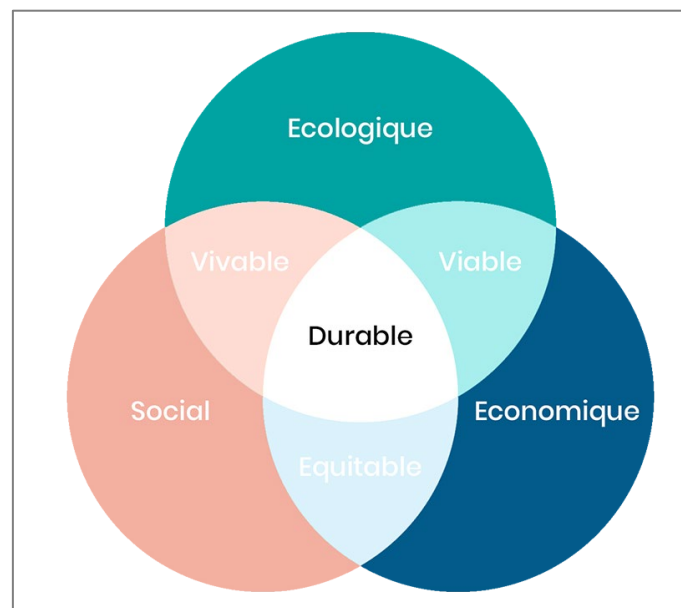 Ecologique
Vivable
Viable
Durable
Social
Economique
Equitable